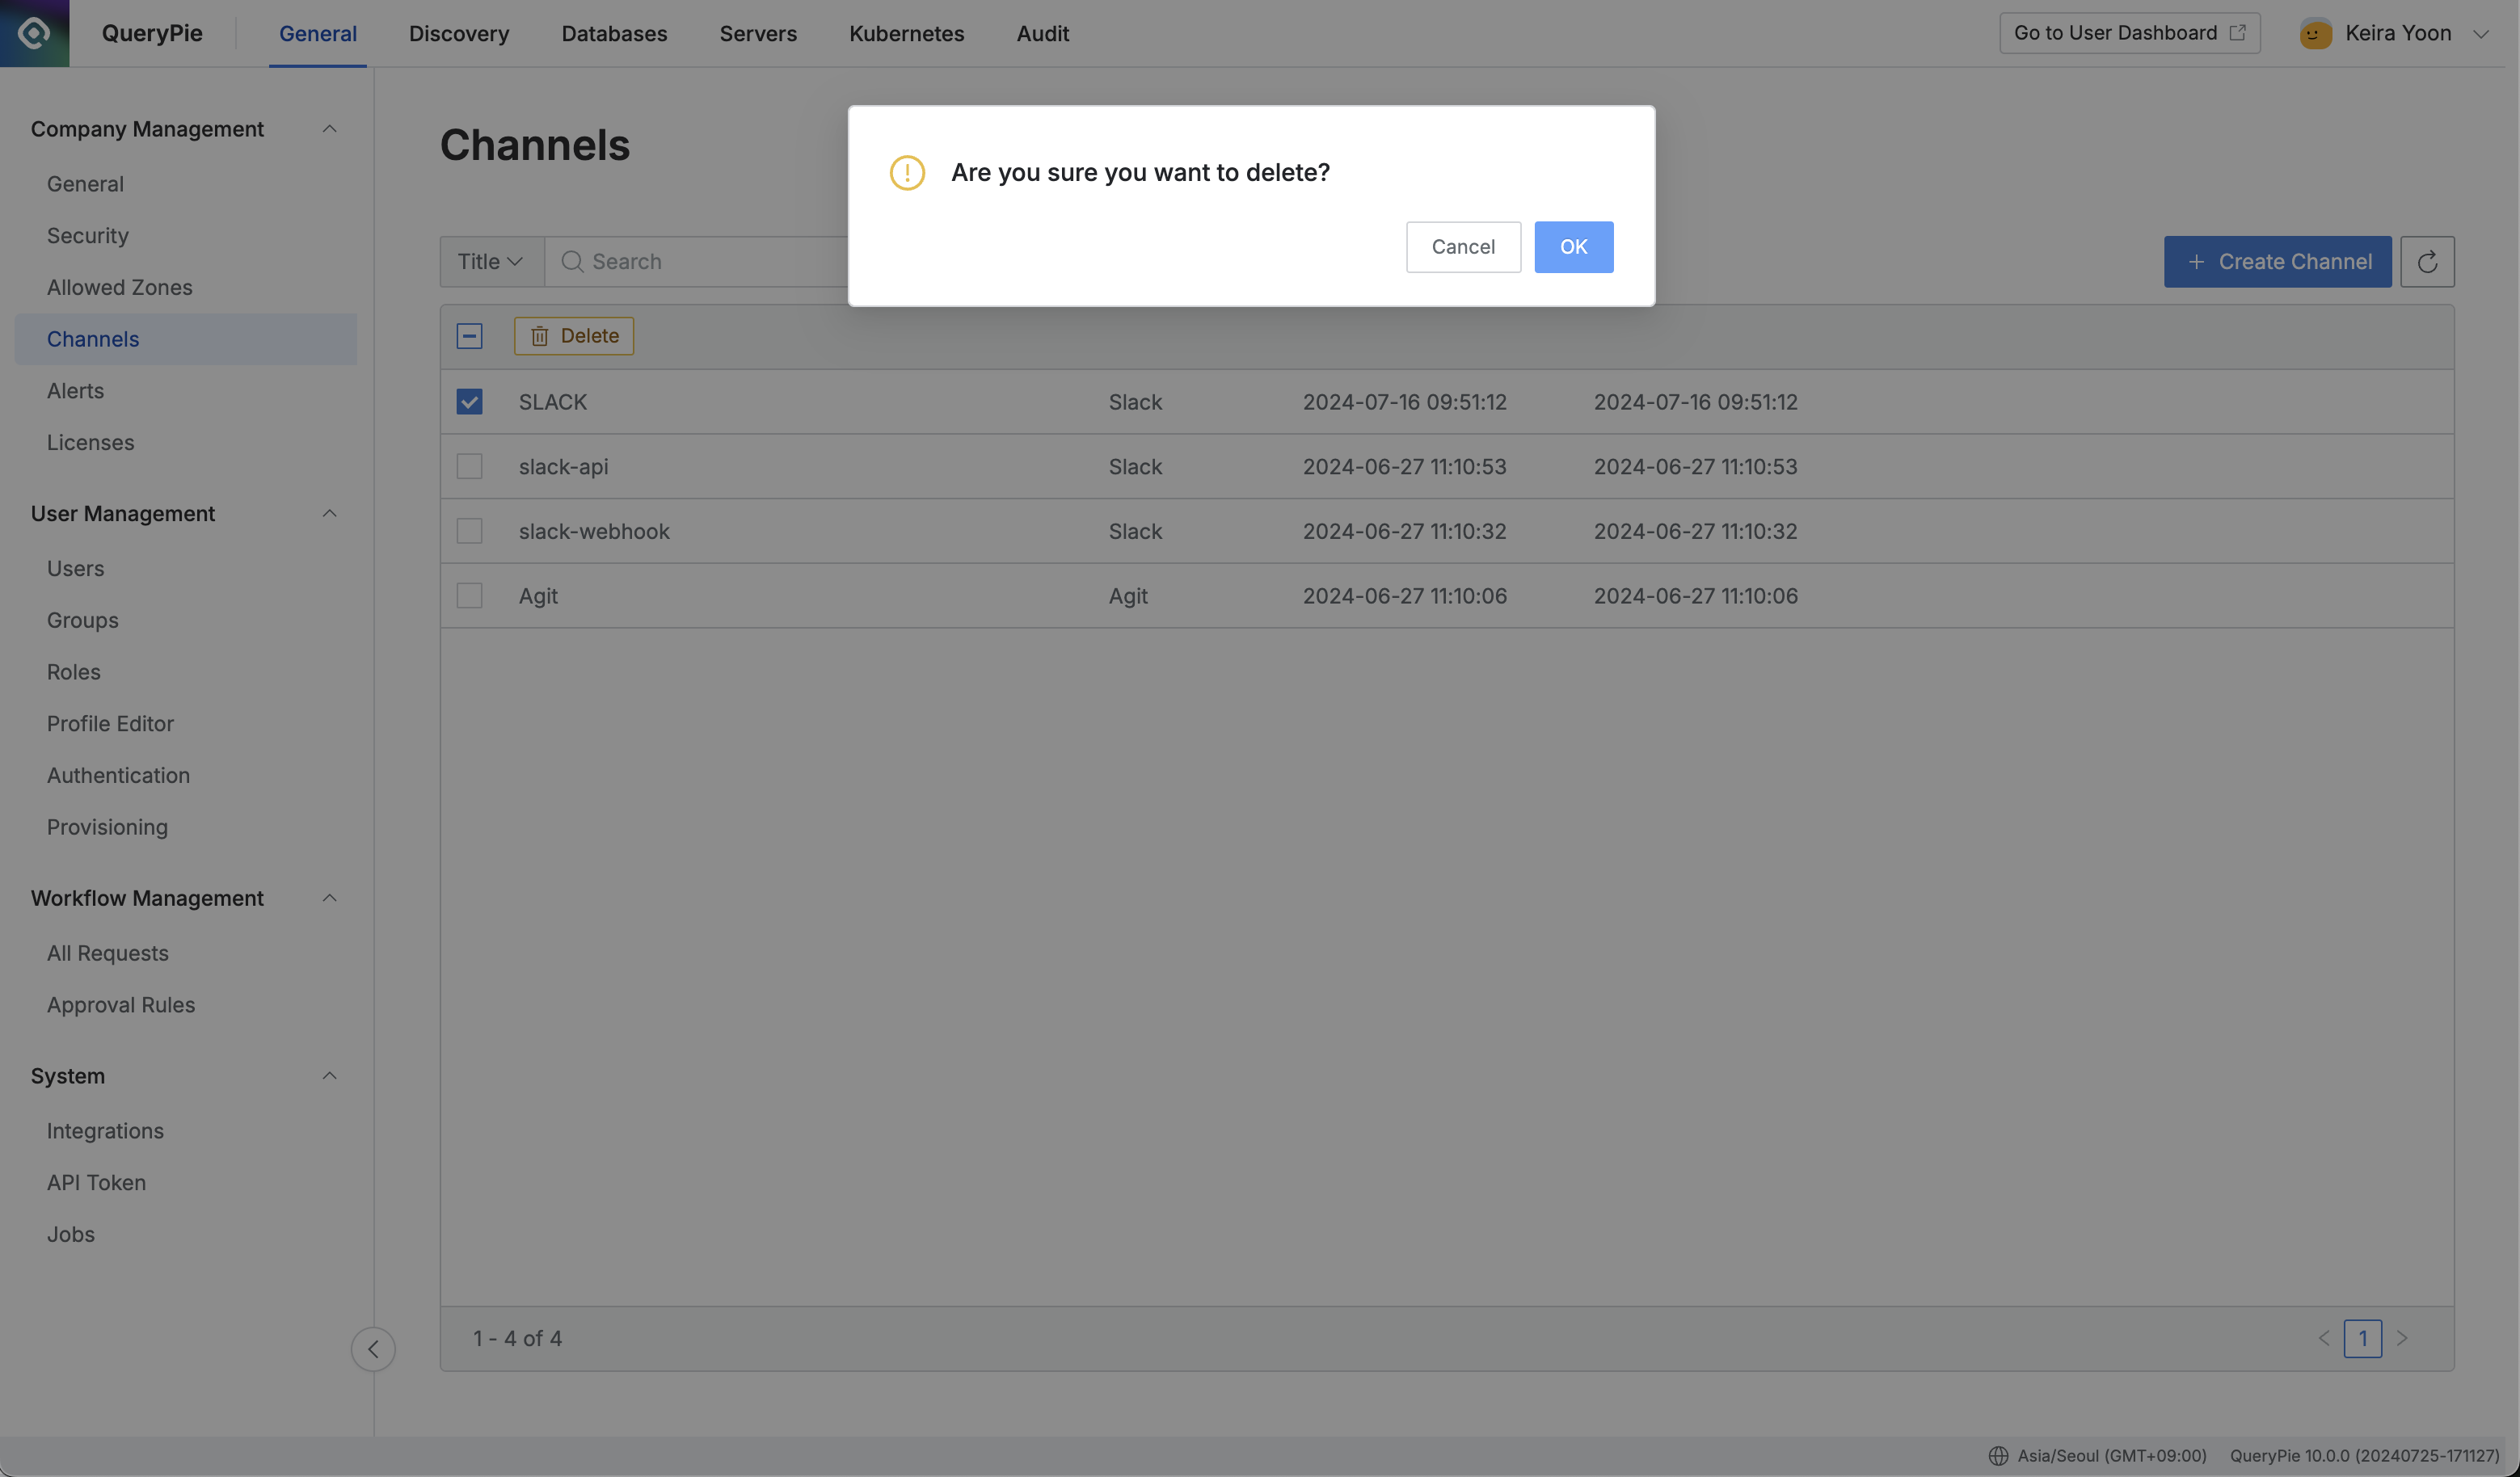 QueryPie
General
Discovery
Databases
Servers
Kubernetes
Audit
Go to User Dashboard
Keira Yoon
Company Management
General
Security
Allowed Zones
Channels
Alerts
Licenses
User Management
Users
Groups
Roles
Profile Editor
Authentication
Provisioning
Workflow Management
All Requests
Approval Rules
System
Integrations
API Token
Jobs
Channels
Are you sure you want to delete?
Cancel
OK
Title
Search
Create Channel
Delete
SLACK Slack 2024-07-16 09:51:12 2024-07-16 09:51:12
slack-api Slack 2024-06-27 11:10:53 2024-06-27 11:10:53
slack-webhook Slack 2024-06-27 11:10:32 2024-06-27 11:10:32
Agit Agit 2024-06-27 11:10:06 2024-06-27 11:10:06
1 - 4 of 4
1
Asia/Seoul (GMT+09:00)
QueryPie 10.0.0 (20240725-171127)